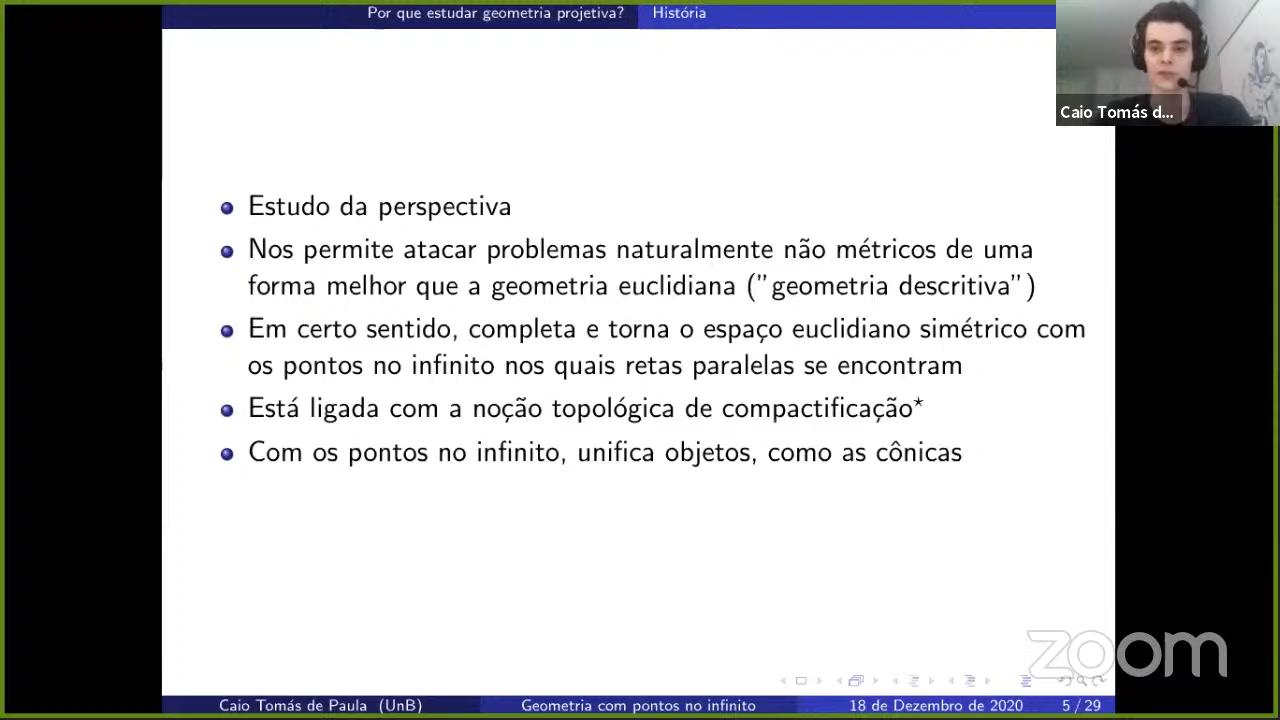 Por que estudar geometria projetiva? História
Caio Tomás d...
Estudo da perspectiva
Nos permite atacar problemas naturalmente não métricos de uma
forma melhor que a geometria euclidiana (”geometria descritiva”)
Em certo sentido, completa e torna o espaço euclidiano simétrico com
os pontos no infinito nos quais retas paralelas se encontram
Está ligada com a noção topológica de compactificação*
Com os pontos no infinito, unifica objetos, como as cônicas
zoom
Caio Tomás de Paula (UnB) Geometria com pontos no infinito 18 de Dezembro de 2020 5 / 29